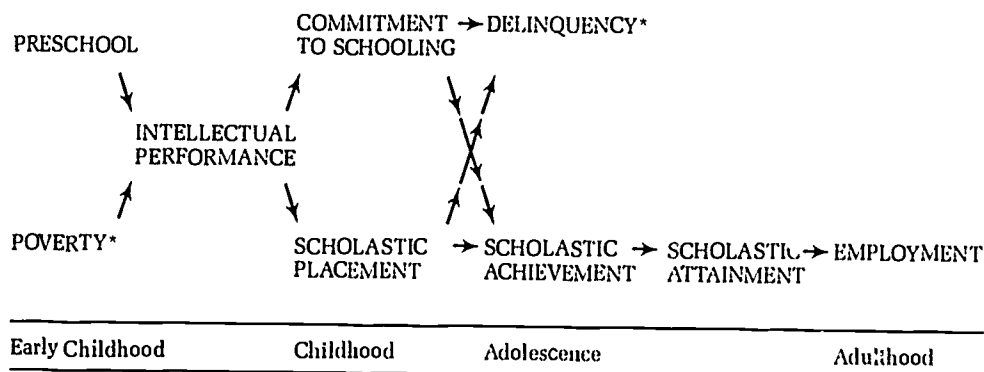 COMMITMENT → DELINQUENCY*
TO SCHOOLING
PRESCHOOL
INTELLECTUAL
PERFORMANCE
POVERTY*
SCHOLASTIC → SCHOLASTIC → SCHOLASTIC → EMPLOYMENT
PLACEMENT ACHIEVEMENT ATTAINMENT
Early Childhood Childhood Adolescence Adulthood